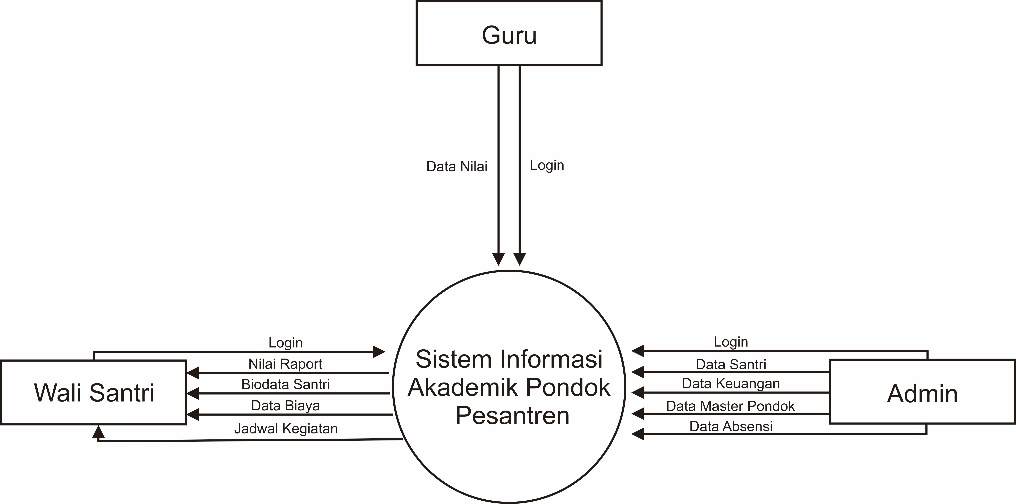 Guru
Data Nilai
Login
Login
Nilai Raport
Biodata Santri
Data Biaya
Jadwal Kegiatan
Wali Santri
Sistem Informasi
Akademik Pondok
Pesantren
Login
Data Santri
Data Keuangan
Data Master Pondok
Data Absensi
Admin